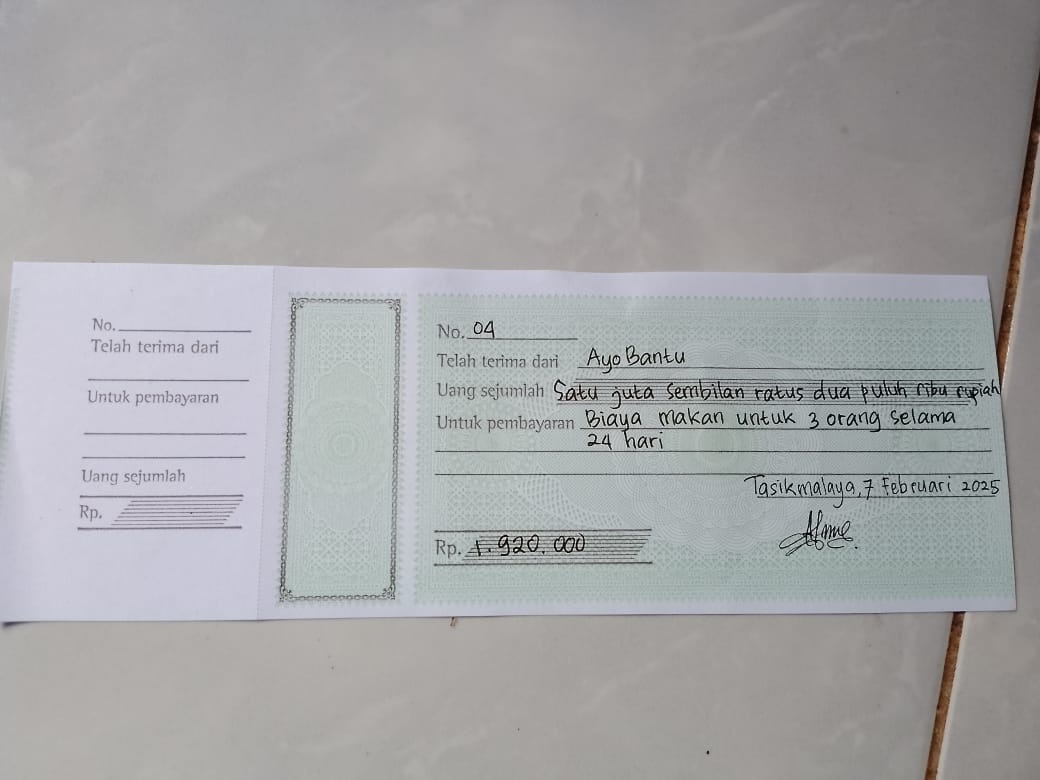 No.
Telah terima dari
Untuk pembayaran
Uang sejumlah
Rp.
No. 04
Telah terima dari Ayo Bantu
Uang sejumlah Satu juta sembilan ratus dua puluh ribu rupiah
Untuk pembayaran Biaya makan untuk 3 orang selama
24 hari
Tasikmalaya, 7 Februari 2025
Rp. 1.920.000